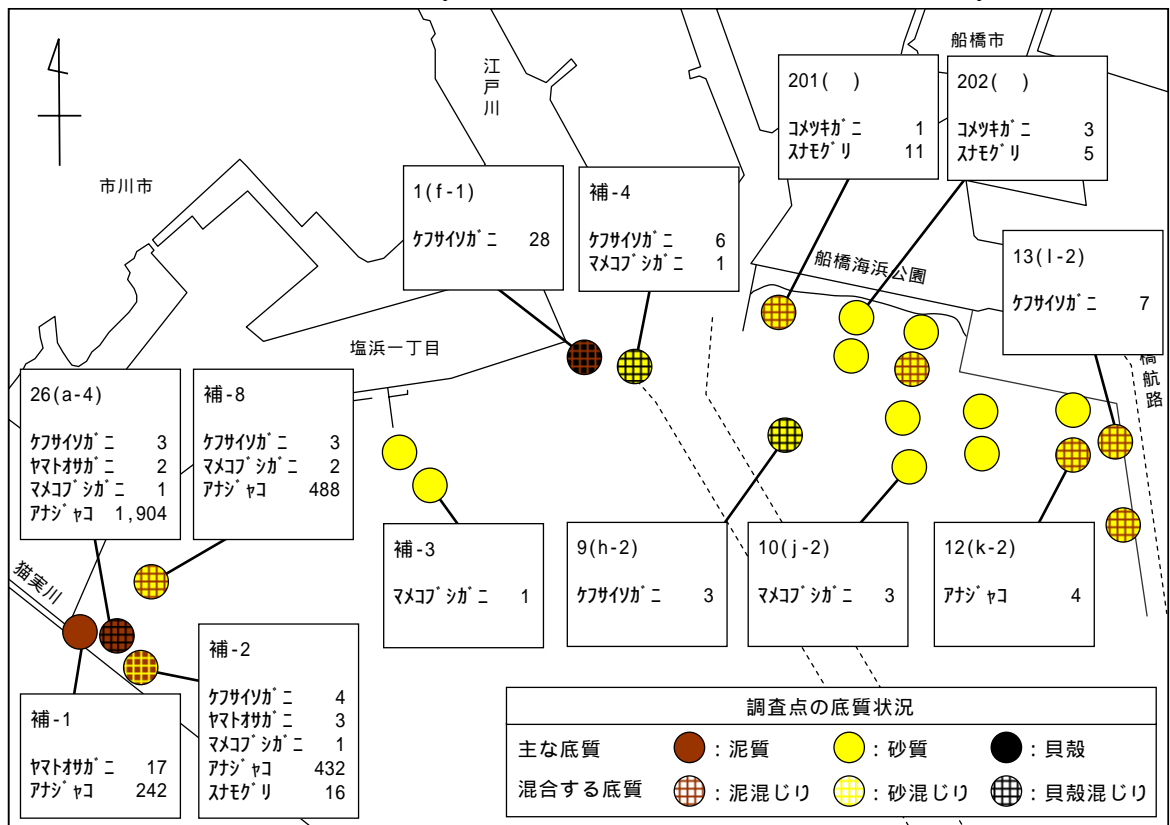 船橋市
江戸川
市川市
201( )
コメツキガニ 1
スナモグリ 11
202( )
コメツキガニ 3
スナモグリ 5
1(f-1)
ケフサイソガニ 28
補-4
ケフサイソガニ 6
マメコブシガニ 1
船橋海浜公園
13(l-2)
ケフサイソガニ 7
橋航路
塩浜一丁目
26(a-4)
ケフサイソガニ 3
ヤマトオサガニ 2
マメコブシガニ 1
アナジャコ 1,904
補-8
ケフサイソガニ 3
マメコブシガニ 2
アナジャコ 488
補-3
マメコブシガニ 1
9(h-2)
ケフサイソガニ 3
10(j-2)
マメコブシガニ 3
12(k-2)
アナジャコ 4
猫実川
補-1
ヤマトオサガニ 17
アナジャコ 242
補-2
ケフサイソガニ 4
ヤマトオサガニ 3
マメコブシガニ 1
アナジャコ 432
スナモグリ 16
調査点の底質状況
主な底質 :泥質 :砂質 :貝殻
混合する底質 :泥混じり :砂混じり :貝殻混じり